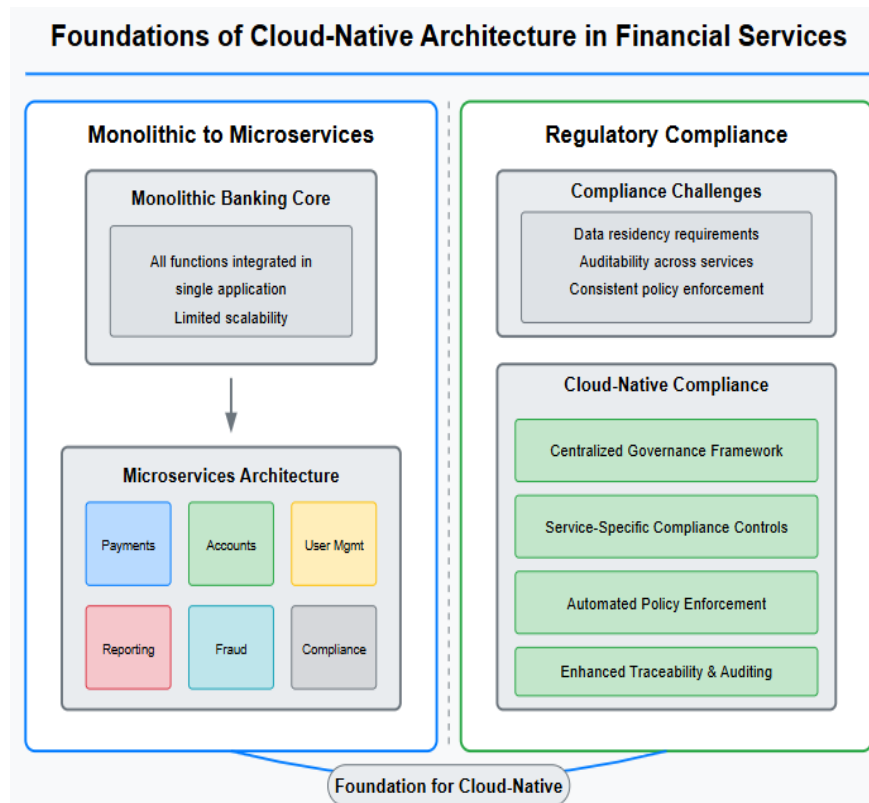 Foundations of Cloud-Native Architecture in Financial Services
Monolithic to Microservices
Monolithic Banking Core
All functions integrated in
single application
Limited scalability
Microservices Architecture
Payments
Accounts
User Mgmt
Reporting
Fraud
Compliance
Regulatory Compliance
Compliance Challenges
Data residency requirements
Auditability across services
Consistent policy enforcement
Cloud-Native Compliance
Centralized Governance Framework
Service-Specific Compliance Controls
Automated Policy Enforcement
Enhanced Traceability & Auditing
Foundation for Cloud-Native